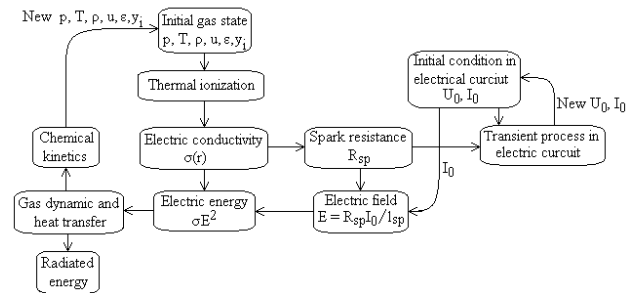 New p, T, ρ, u, ε,yi
Initial gas state
p, T, ρ, u, ε,yi
Thermal ionization
Initial condition in
electrical curciut
U0, I0
New U0, I0
Chemical
kinetics
Electric conductivity
σ(r)
Spark resistance
Rsp
Transient process in
electric curcuit
I0
Gas dynamic and
heat transfer
Electric energy
σE2
Electric field
E = RspI0/lsp
Radiated
energy